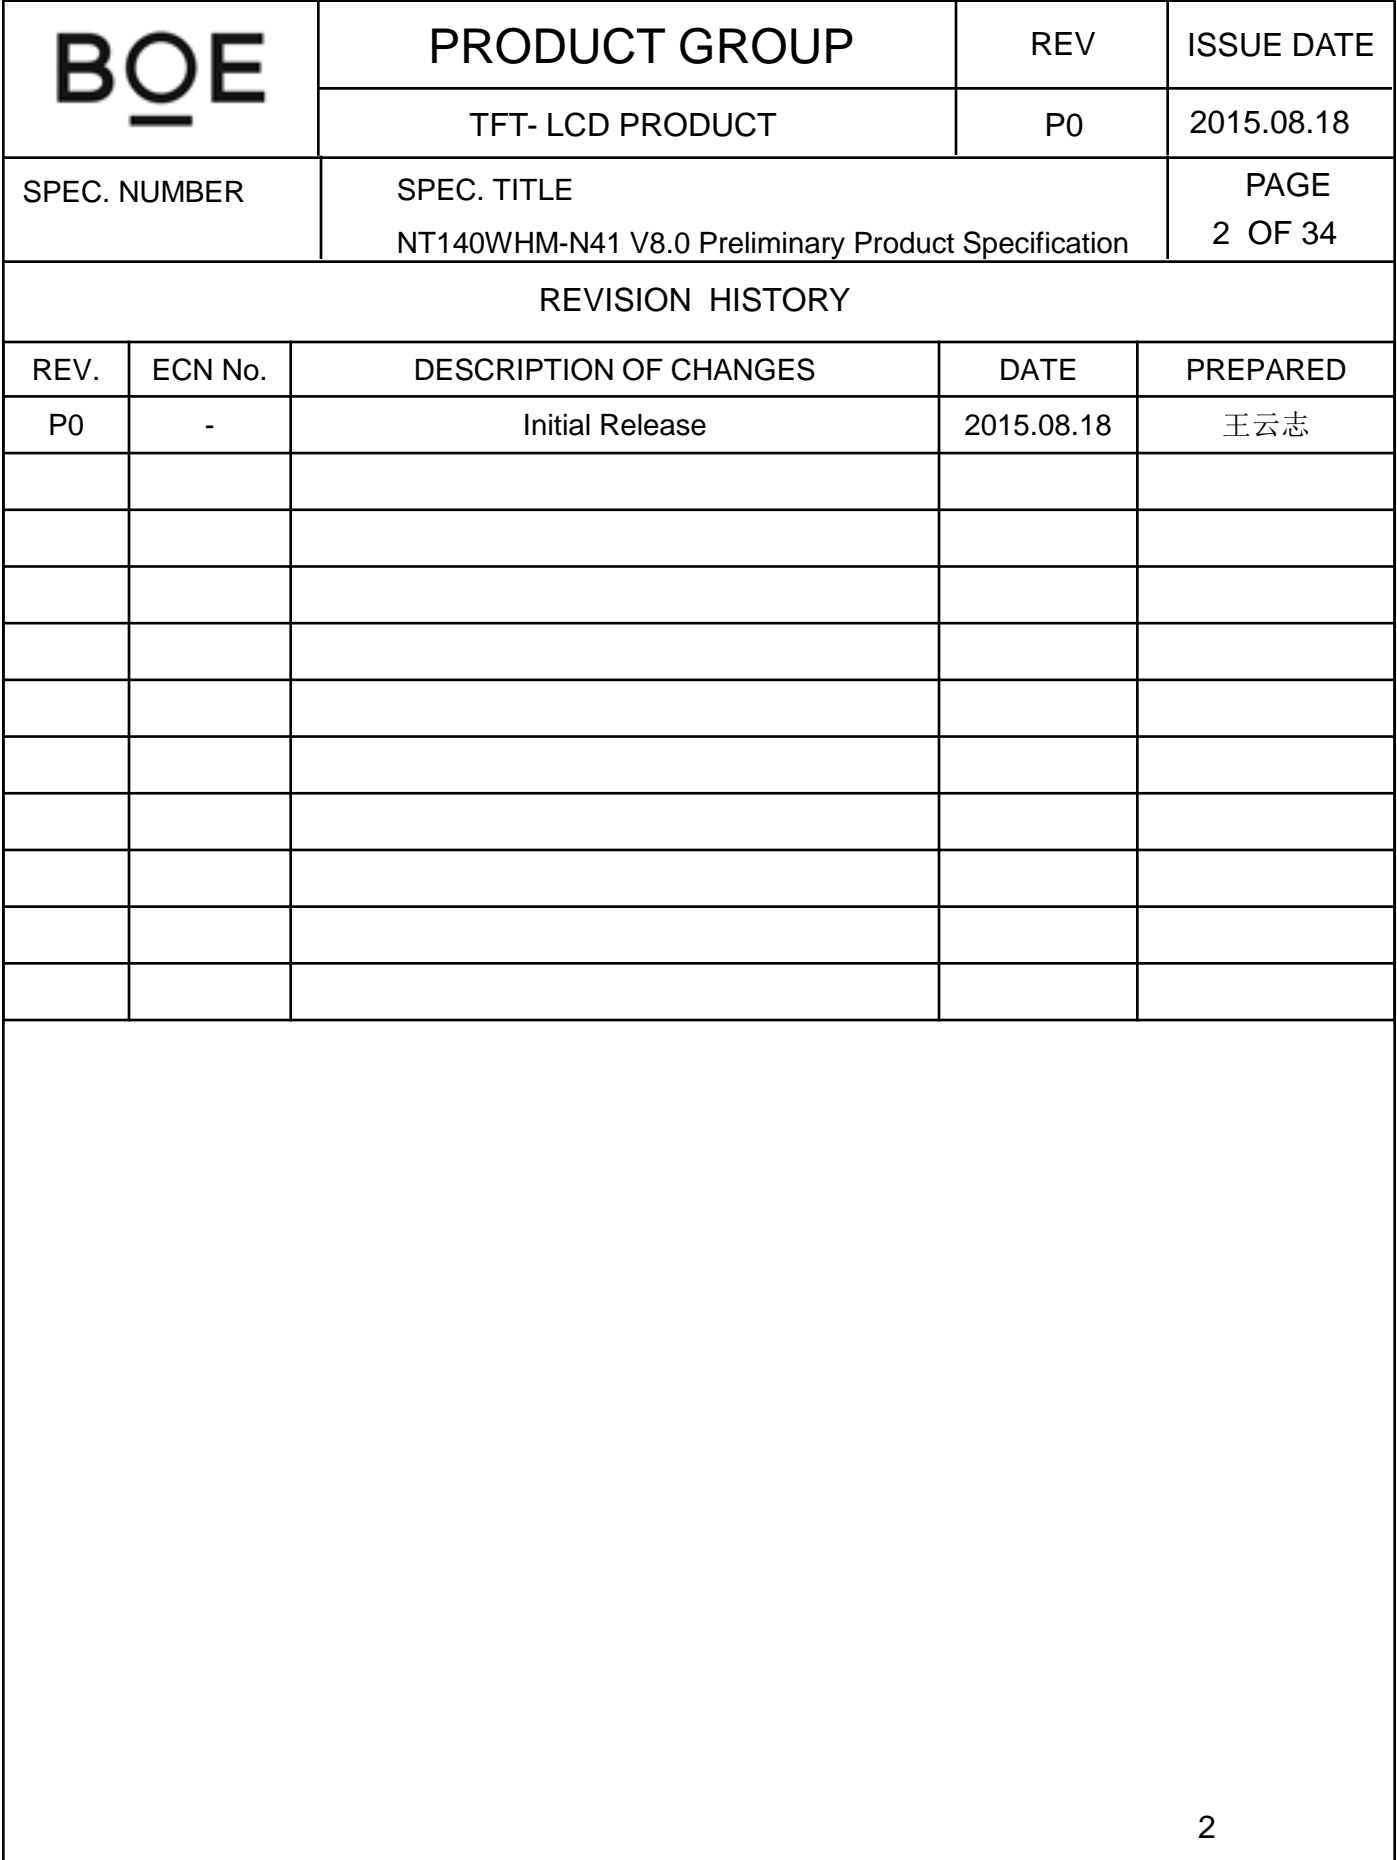 BOE
PRODUCT GROUP
REV
ISSUE DATE
TFT- LCD PRODUCT
P0
2015.08.18
SPEC. NUMBER
SPEC. TITLE
NT140WHM-N41 V8.0 Preliminary Product Specification
PAGE
2 OF 34
REVISION HISTORY
REV. ECN No. DESCRIPTION OF CHANGES DATE PREPARED
P0 - Initial Release 2015.08.18 王云志
2